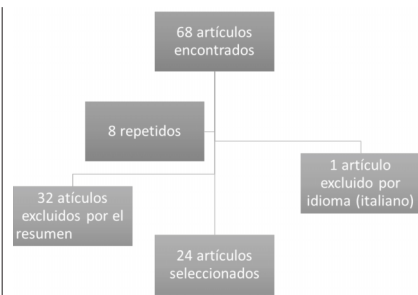 68 artículos
encontrados
8 repetidos
1 artículo
excluido por
idioma (italiano)
32 atículos
excluidos por el
resumen
24 artículos
seleccionados